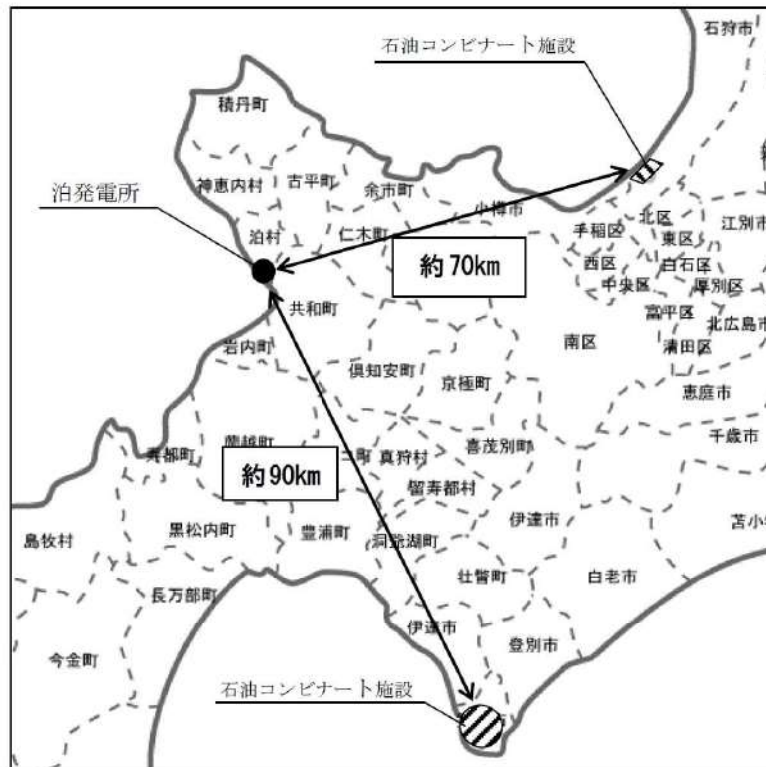 石油コンビナート施設
石狩市
積丹町
神恵内村
古平町
余市町
泊発電所
小樽市
北区
手稲区
江別市
泊村
仁木町
東区
西区
白石区
約70km
中央区
厚別区
共和町
富平区
北広島市
岩内町
南区
清田区
倶知安町
京極町
恵庭市
千歳市
蘭越町
寿都町
喜茂別町
約90km
真狩村
留寿都村
島牧村
黒松内町
豊浦町
洞爺湖町
伊達市
苫小
壮瞥町
白老市
長万部町
伊達市
登別市
今金町
石油コンビナート施設